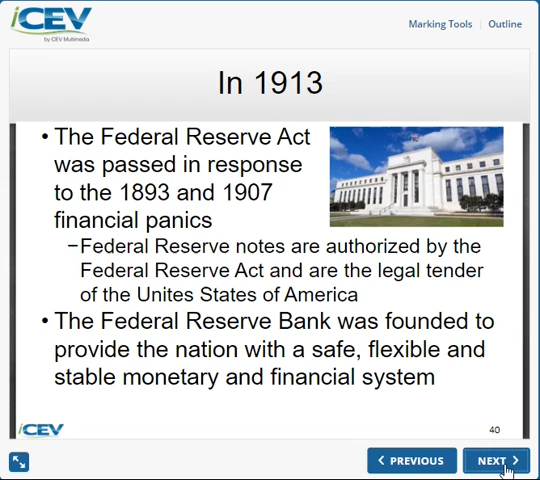 iCEV
by CEV Multimedia
Marking Tools | Outline
In 1913
• The Federal Reserve Act
was passed in response
to the 1893 and 1907
financial panics
–Federal Reserve notes are authorized by the
Federal Reserve Act and are the legal tender
of the Unites States of America
• The Federal Reserve Bank was founded to
provide the nation with a safe, flexible and
stable monetary and financial system
iCEV
40
PREVIOUS
NEXT